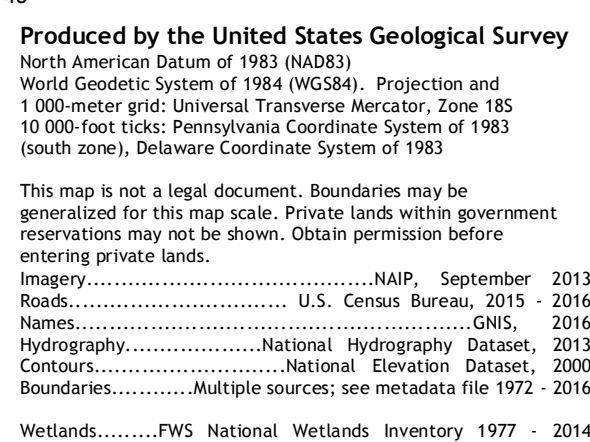 Produced by the United States Geological Survey
North American Datum of 1983 (NAD83)
World Geodetic System of 1984 (WGS84). Projection and
1 000-meter grid: Universal Transverse Mercator, Zone 18S
10 000-foot ticks: Pennsylvania Coordinate System of 1983
(south zone), Delaware Coordinate System of 1983
This map is not a legal document. Boundaries may be
generalized for this map scale. Private lands within government
reservations may not be shown. Obtain permission before
entering private lands.
Imagery..........................................NAIP, September 2013
Roads................................ U.S. Census Bureau, 2015 - 2016
Names..........................................................GNIS, 2016
Hydrography....................National Hydrography Dataset, 2013
Contours............................National Elevation Dataset, 2000
Boundaries............Multiple sources; see metadata file 1972 - 2016
Wetlands.........FWS National Wetlands Inventory 1977 - 2014